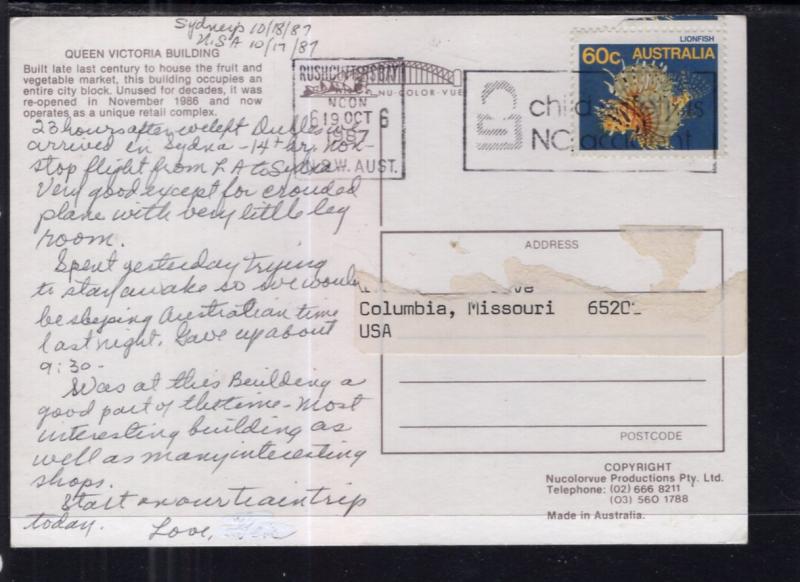 Sydney 10/18/87
U.S.A 10/17/87
QUEEN VICTORIA BUILDING
Built late last century to house the fruit and
vegetable market, this building occupies an
entire city block. Unused for decades, it was
re-opened in November 1986 and now
operates as a unique retail complex.
23 hours after we left Dulles we
arrived in Sydna - 14+ hr. non-
stop flight from LA to Sydna
Very good except for crowded
plane with very little leg
room.
Spent yesterday trying
to stay awake so we would
be sleeping Australian time
last night. Gave up about
9:30-
Was at this Building a
good part of the time - Most
interesting building as
well as many interesting
shops.
Start on our train trip
today. Love,
NU-COLOR-VUE
RUSHCUTTERS BAY
NCON
6 19 OCT 6
1987
N.S.W. AUST.
LIONFISH
60c AUSTRALIA
child safety is
NO accident
ADDRESS
Columbia, Missouri 6520
USA
POSTCODE
COPYRIGHT
Nucolorvue Productions Pty. Ltd.
Telephone: (02) 666 8211
(03) 560 1788
Made in Australia.